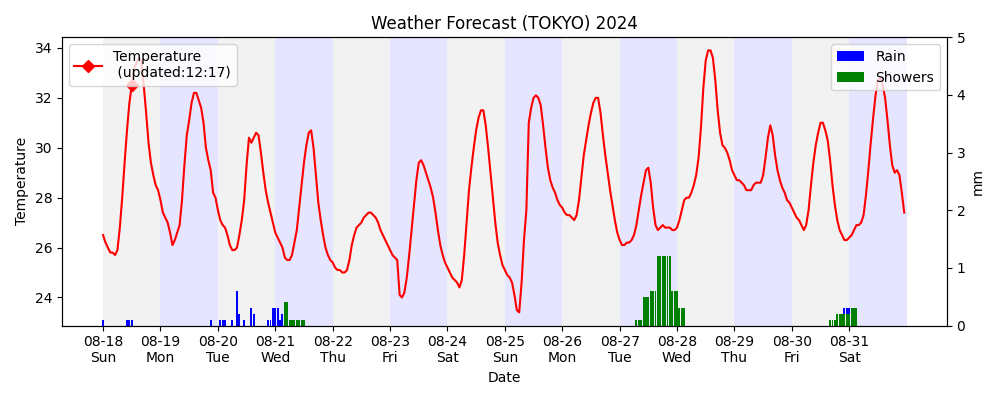 Weather Forecast (TOKYO) 2024
Temperature
(updated:12:17)
Rain
Showers
Temperature
34
32
30
28
26
24
mm
5
4
3
2
1
0
08-18 08-19 08-20 08-21 08-22 08-23 08-24 08-25 08-26 08-27 08-28 08-29 08-30 08-31
Sun Mon Tue Wed Thu Fri Sat Sun Mon Tue Wed Thu Fri Sat
Date